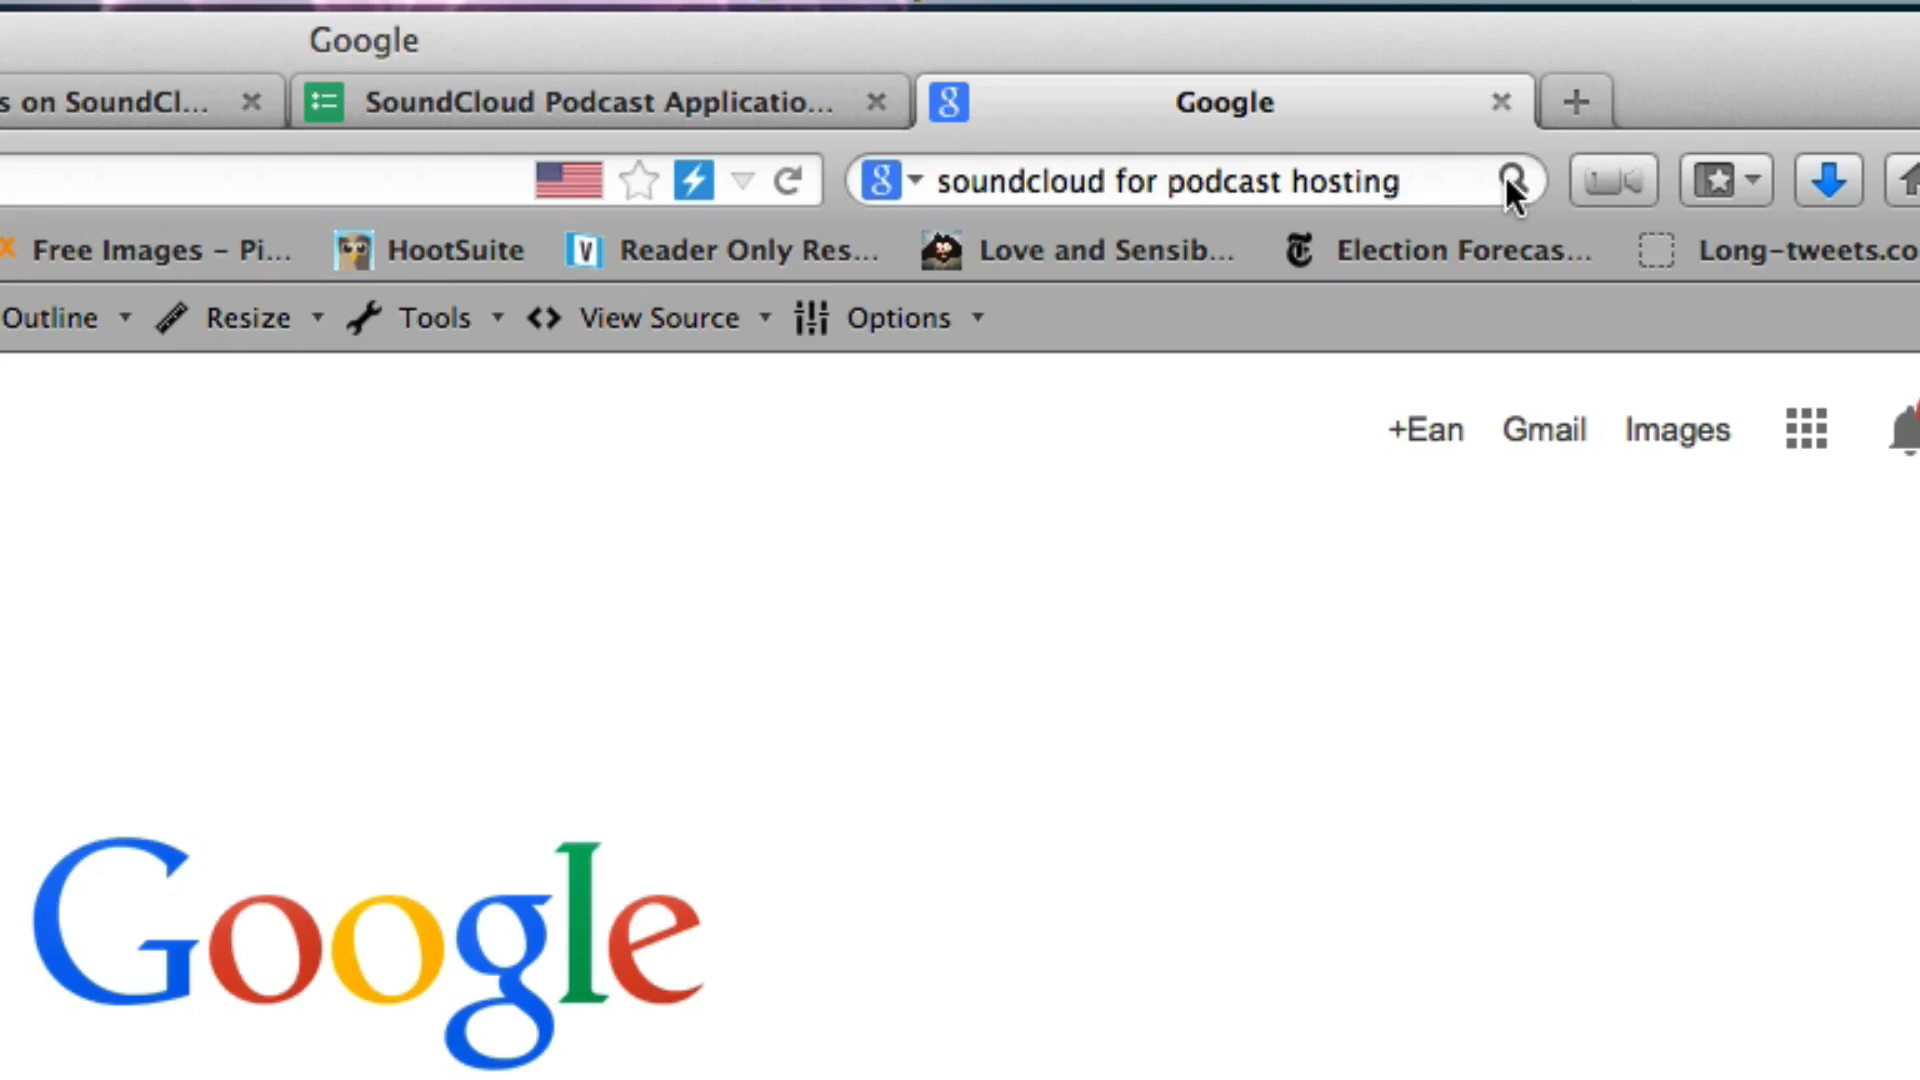 Google
s on SoundCl...
SoundCloud Podcast Applicatio...
Google
soundcloud for podcast hosting
Free Images – Pi...
HootSuite
Reader Only Res...
Love and Sensib...
Election Forecas...
Long-tweets.co
Outline
Resize
Tools
View Source
Options
+Ean
Gmail
Images
Google